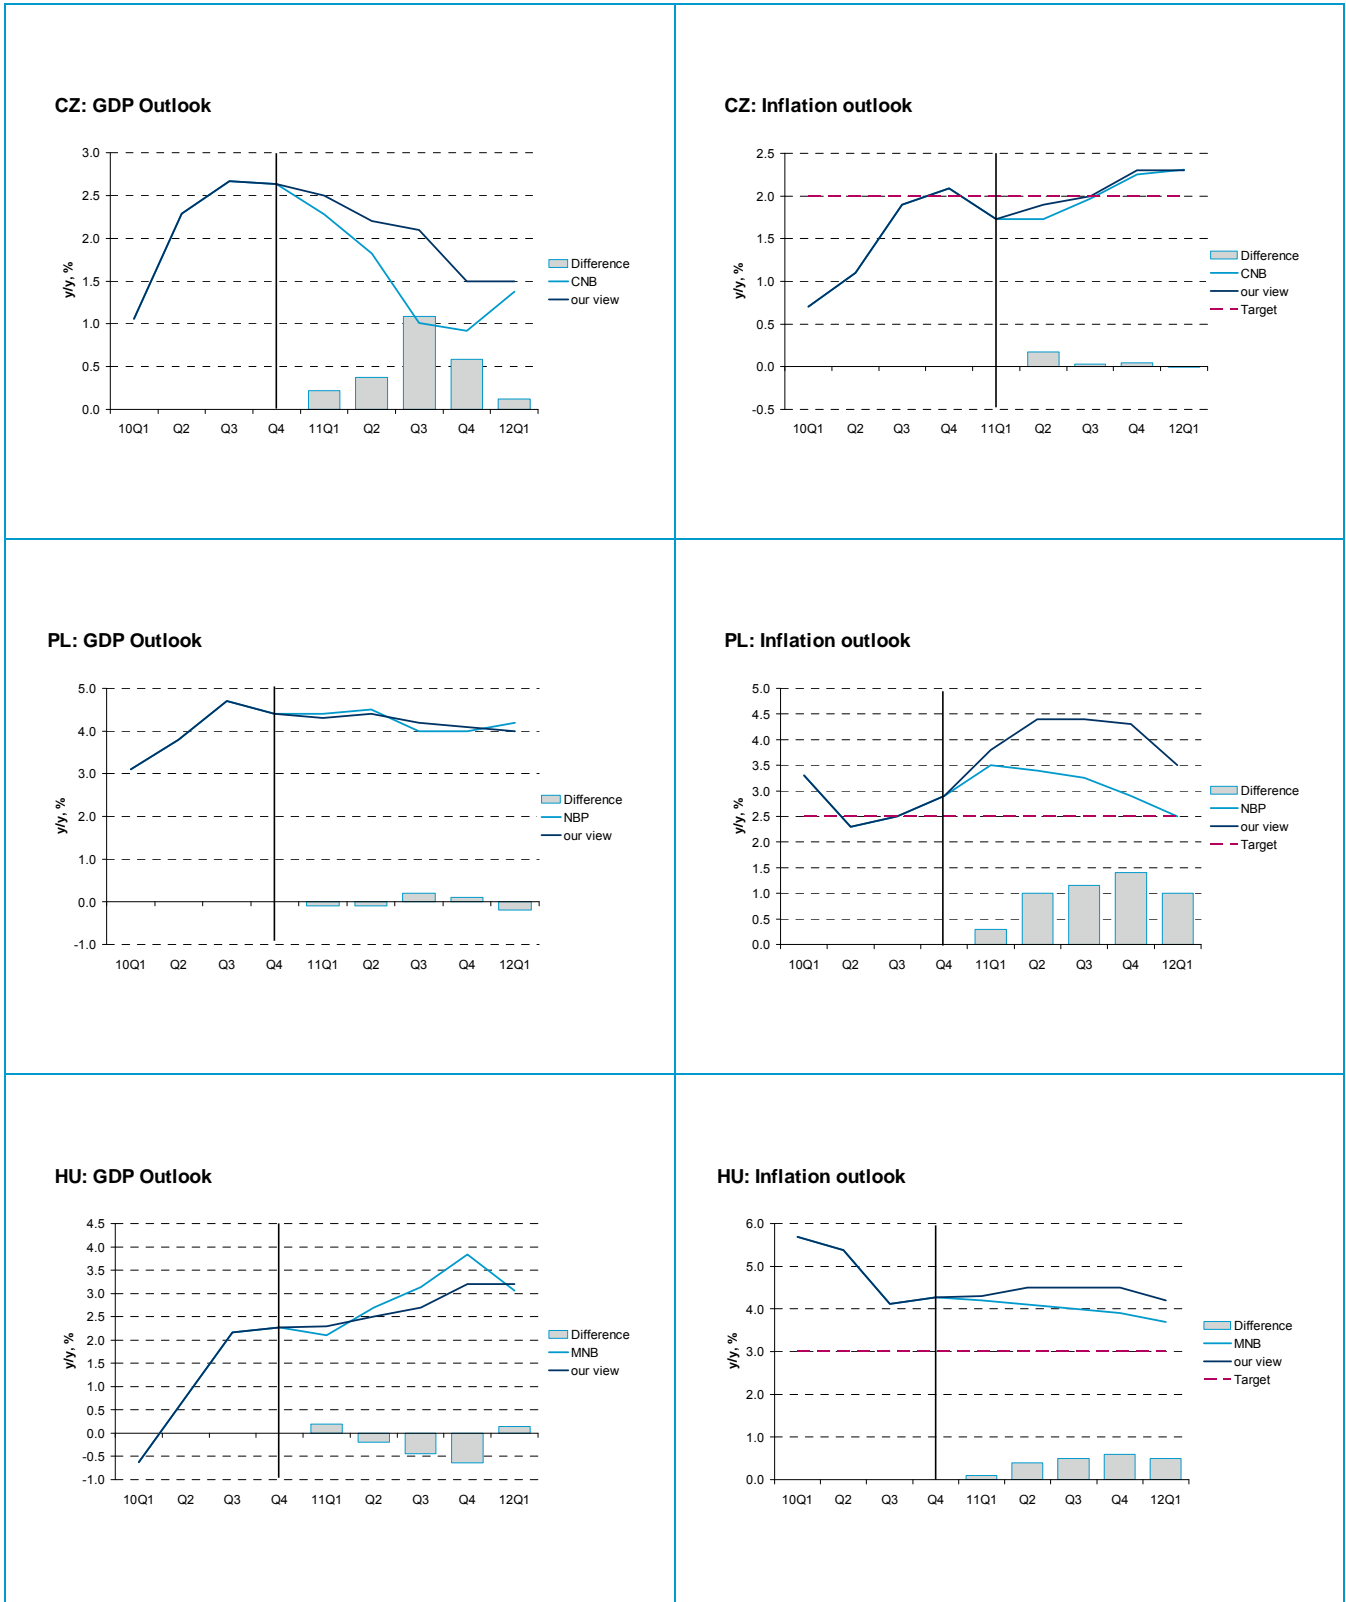 CZ: GDP Outlook
y/y, %
3.0
2.5
2.0
1.5
1.0
0.5
0.0
10Q1 Q2 Q3 Q4 11Q1 Q2 Q3 Q4 12Q1
Difference
CNB
our view
CZ: Inflation outlook
y/y, %
2.5
2.0
1.5
1.0
0.5
0.0
-0.5
10Q1 Q2 Q3 Q4 11Q1 Q2 Q3 Q4 12Q1
Difference
CNB
our view
Target
PL: GDP Outlook
y/y, %
5.0
4.0
3.0
2.0
1.0
0.0
-1.0
10Q1 Q2 Q3 Q4 11Q1 Q2 Q3 Q4 12Q1
Difference
NBP
our view
PL: Inflation outlook
y/y, %
5.0
4.5
4.0
3.5
3.0
2.5
2.0
1.5
1.0
0.5
0.0
10Q1 Q2 Q3 Q4 11Q1 Q2 Q3 Q4 12Q1
Difference
NBP
our view
Target
HU: GDP Outlook
y/y, %
4.5
4.0
3.5
3.0
2.5
2.0
1.5
1.0
0.5
0.0
-0.5
-1.0
10Q1 Q2 Q3 Q4 11Q1 Q2 Q3 Q4 12Q1
Difference
MNB
our view
HU: Inflation outlook
y/y, %
6.0
5.0
4.0
3.0
2.0
1.0
0.0
10Q1 Q2 Q3 Q4 11Q1 Q2 Q3 Q4 12Q1
Difference
MNB
our view
Target